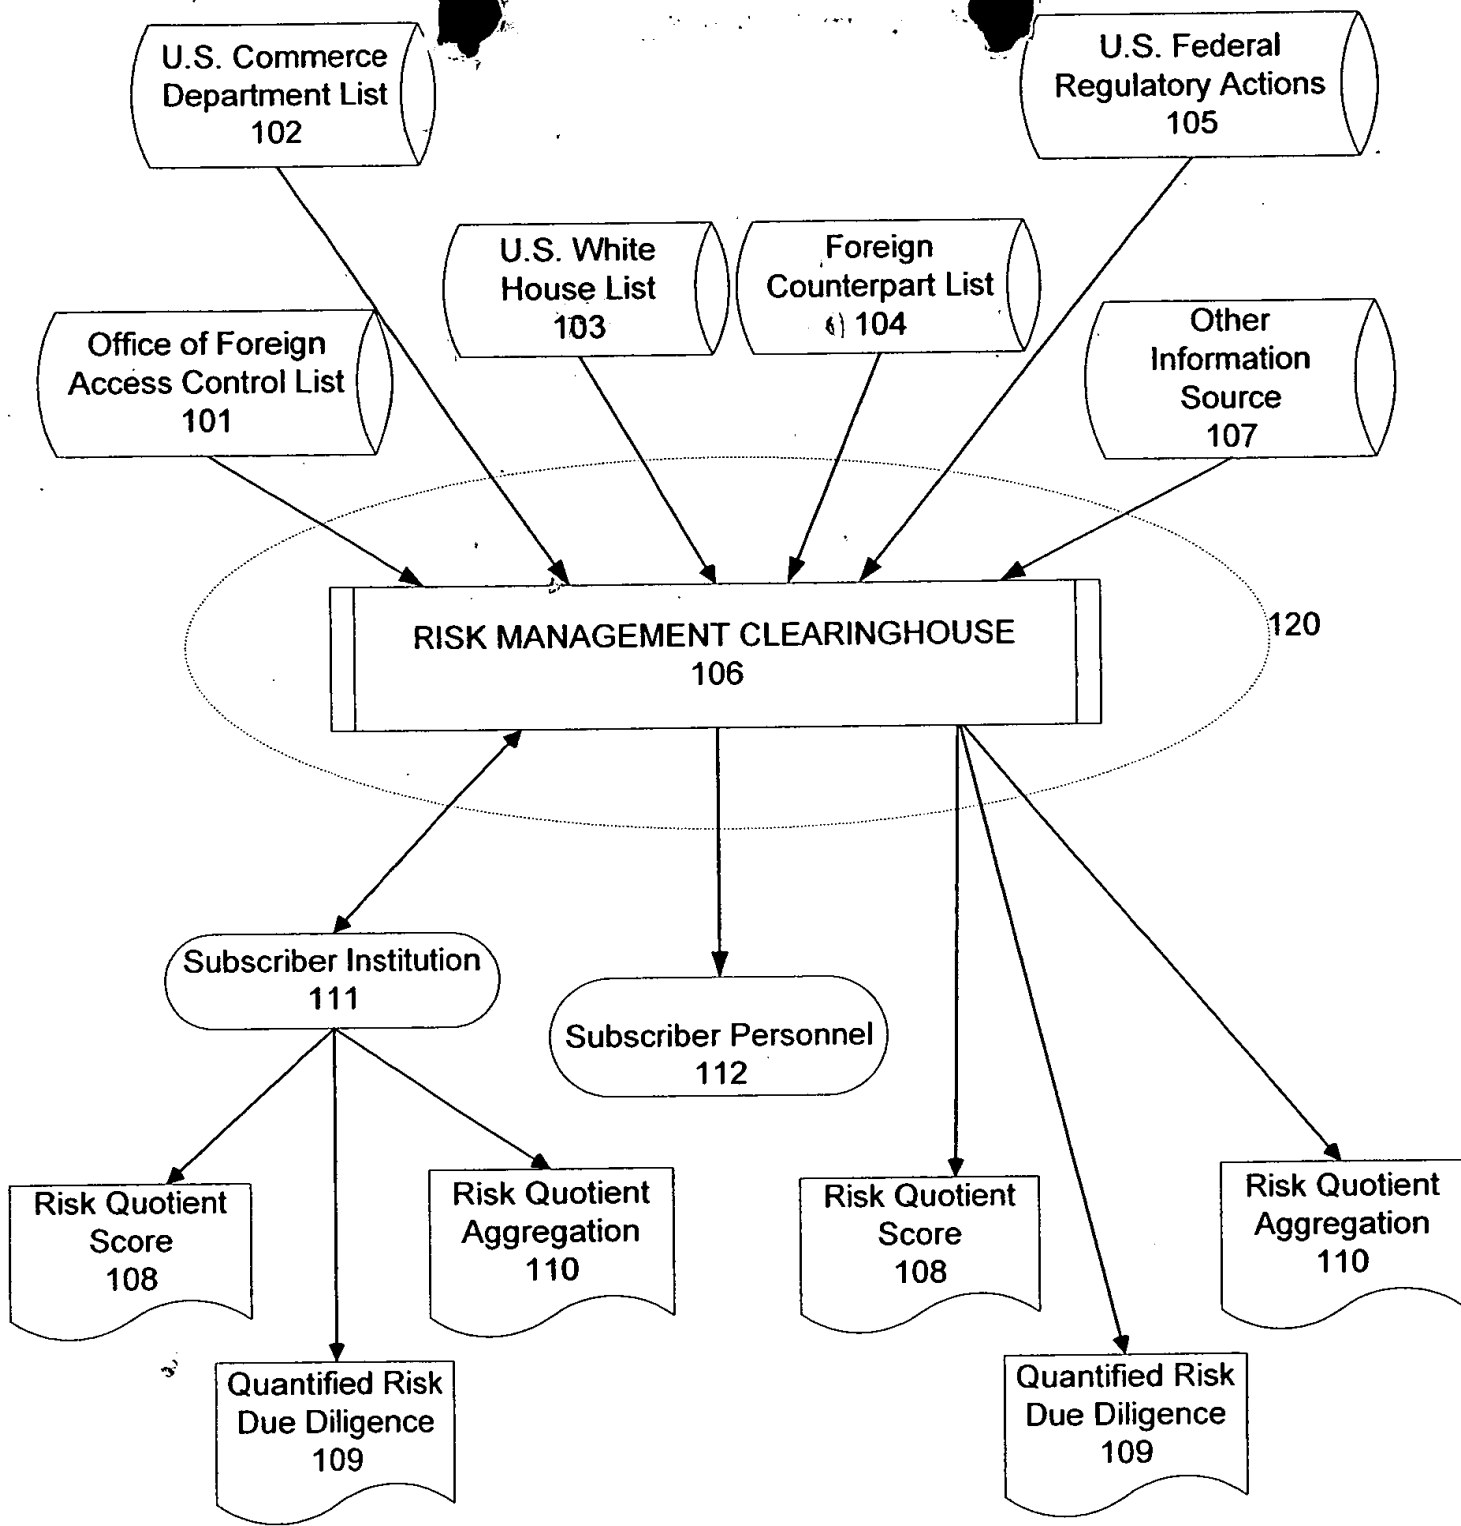 U.S. Commerce
Department List
102
U.S. Federal
Regulatory Actions
105
U.S. White
House List
103
Foreign
Counterpart List
104
Office of Foreign
Access Control List
101
Other
Information
Source
107
RISK MANAGEMENT CLEARINGHOUSE
106
120
Subscriber Institution
111
Subscriber Personnel
112
Risk Quotient
Score
108
Risk Quotient
Aggregation
110
Risk Quotient
Score
108
Risk Quotient
Aggregation
110
Quantified Risk
Due Diligence
109
Quantified Risk
Due Diligence
109